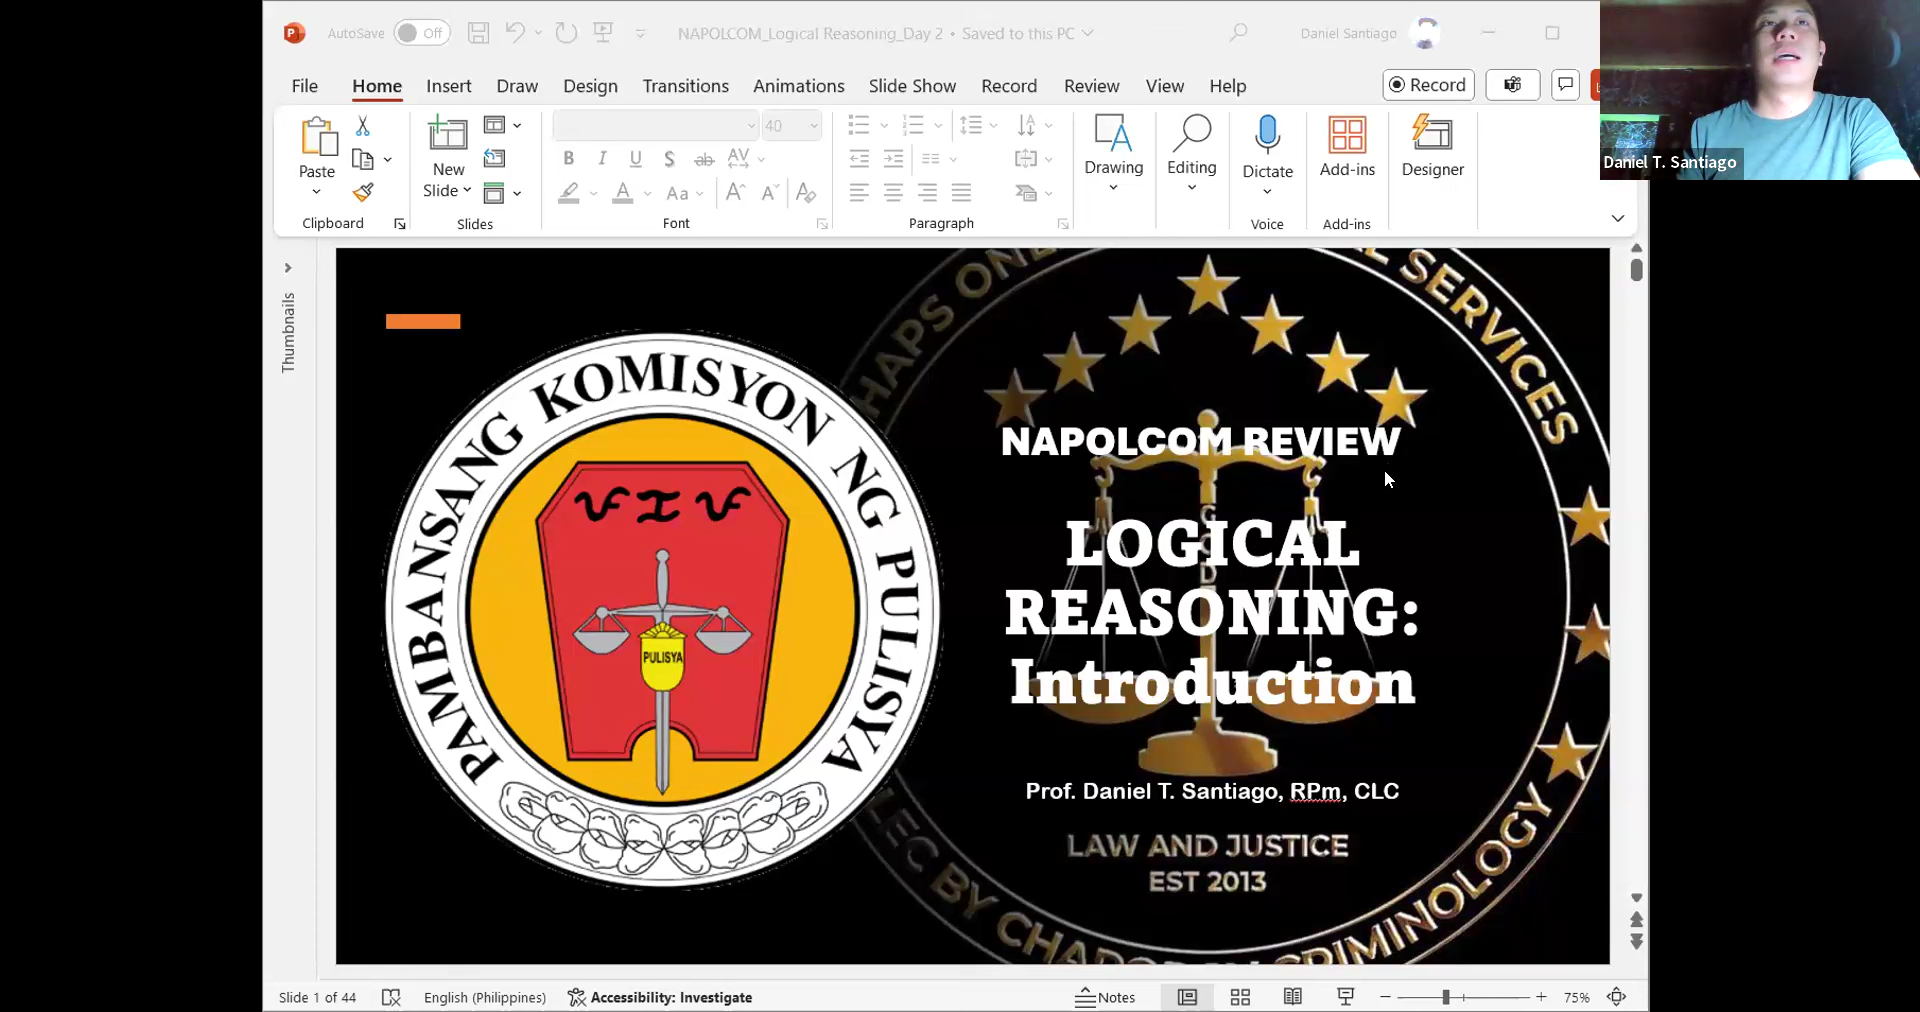 AutoSave Off NAPOLCOM_Logical Reasoning_Day 2 • Saved to this PC Daniel Santiago
File Home Insert Draw Design Transitions Animations Slide Show Record Review View Help Record
Paste
New
Slide
40
Drawing
Editing
Dictate
Add-ins
Designer
Clipboard Slides Font Paragraph Voice Add-ins
Daniel T. Santiago
Thumbnails
PAMBANSANG KOMISYON NG PULISYA
PULISYA
SERVICES
NAPOLCOM REVIEW
LOGICAL
REASONING:
Introduction
Prof. Daniel T. Santiago, RPm, CLC
LAW AND JUSTICE
EST 2013
Slide 1 of 44 English (Philippines) Accessibility: Investigate Notes 75%